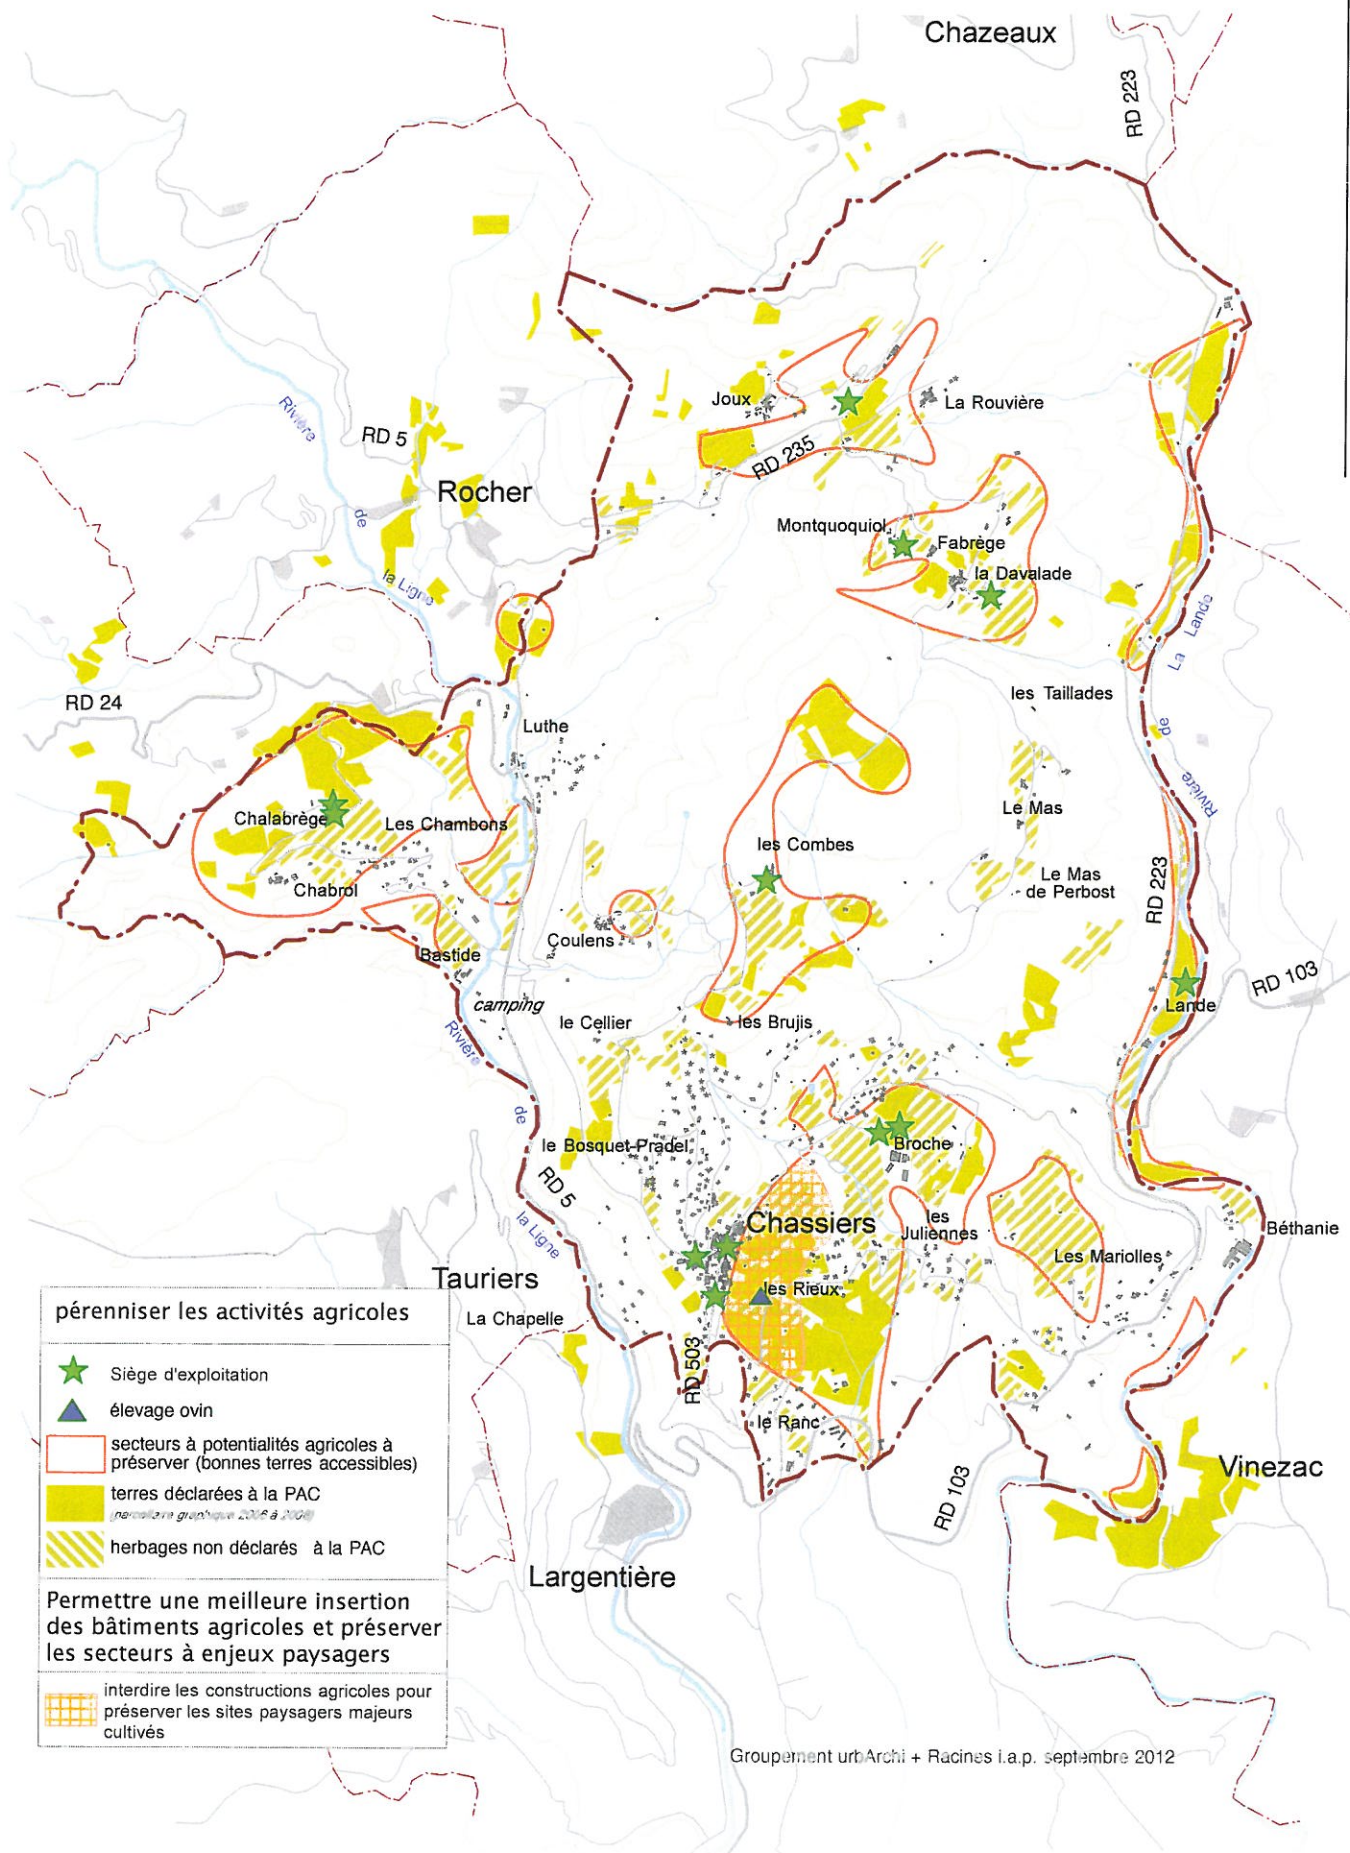 Chazeaux
RD 223
Joux
La Rouvière
RD 235
Rivière
RD 5
Rocher
de
la Ligne
Montquoquiol
Fabrège
la Davalade
La Lande
de
Rivière
RD 24
les Taillades
Luthe
Chalabrège
Les Chambons
Chabrol
Le Mas
les Combes
Le Mas
de Perbost
RD 223
Coulens
Bastide
camping
RD 103
Lande
le Cellier
les Brujis
Rivière
de
la Ligne
le Bosquet-Pradel
Broche
RD 5
Chassiers
les
Juliennes
Béthanie
Les Mariolles
Tauriers
les Rieux
La Chapelle
RD 503
le Ranc
RD 103
Vinezac
Largentière
pérenniser les activités agricoles
Siège d'exploitation
élevage ovin
secteurs à potentialités agricoles à
préserver (bonnes terres accessibles)
terres déclarées à la PAC
(parcellaire graphique 2006 à 2008)
herbages non déclarés à la PAC
Permettre une meilleure insertion
des bâtiments agricoles et préserver
les secteurs à enjeux paysagers
interdire les constructions agricoles pour
préserver les sites paysagers majeurs
cultivés
Groupement urbArchi + Racines i.a.p. septembre 2012